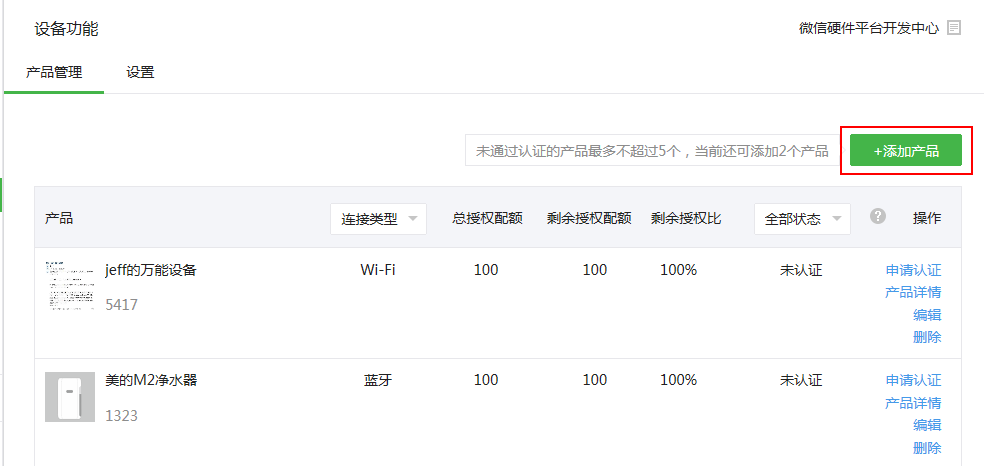 设备功能
微信硬件平台开发中心
产品管理 设置
未通过认证的产品最多不超过5个，当前还可添加2个产品
+添加产品
产品 连接类型 总授权配额 剩余授权配额 剩余授权比 全部状态 ? 操作
jeff的万能设备 Wi-Fi 100 100 100% 未认证 申请认证
产品详情
5417
编辑
删除
美的M2净水器 蓝牙 100 100 100% 未认证 申请认证
产品详情
1323
编辑
删除